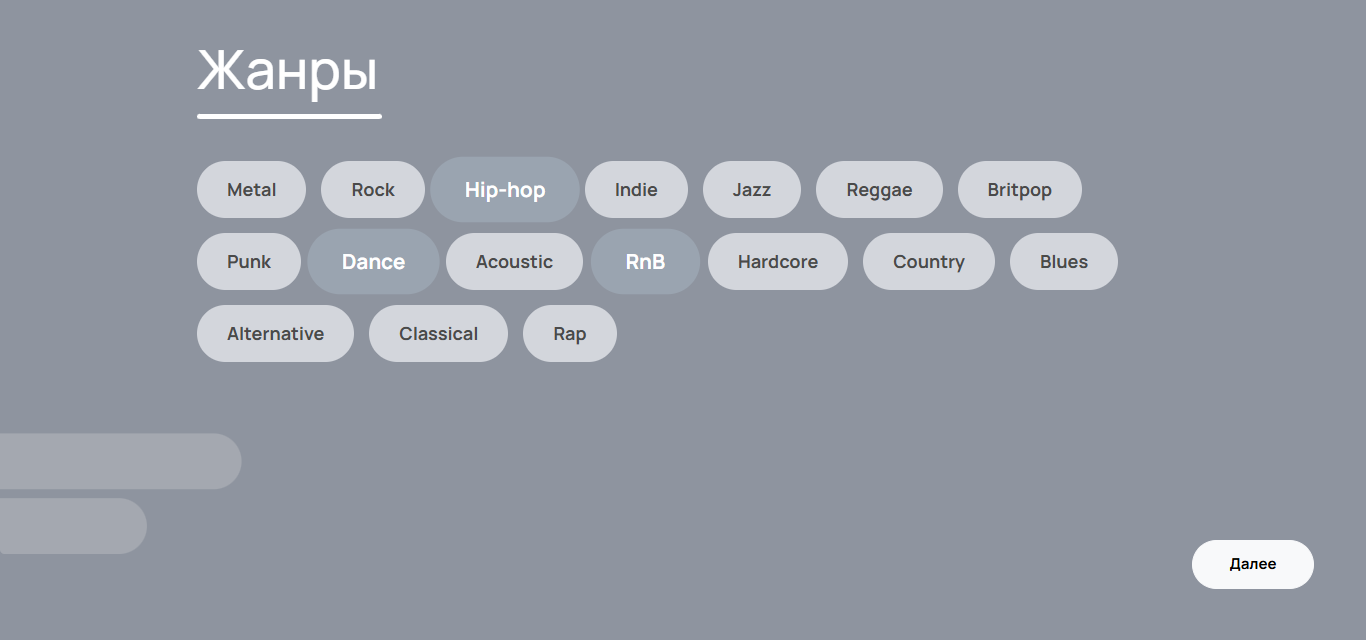 Жанры
Metal Rock Hip-hop Indie Jazz Reggae Britpop
Punk Dance Acoustic RnB Hardcore Country Blues
Alternative Classical Rap
Далее